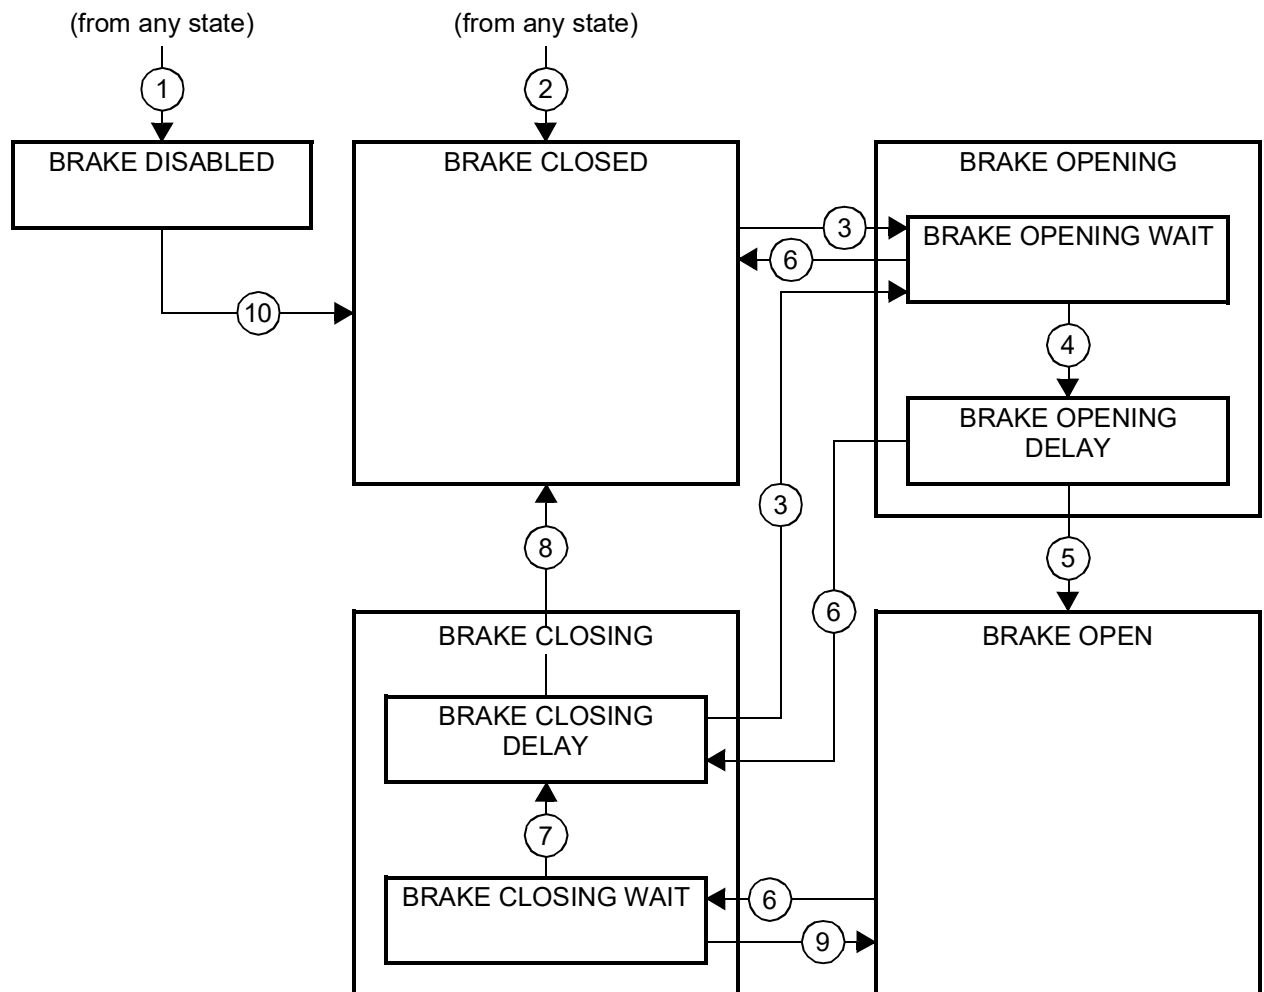 (from any state)
(from any state)
1
2
BRAKE DISABLED
BRAKE CLOSED
BRAKE OPENING
3
BRAKE OPENING WAIT
6
10
4
BRAKE OPENING
DELAY
3
8
5
6
BRAKE CLOSING
BRAKE OPEN
BRAKE CLOSING
DELAY
7
BRAKE CLOSING WAIT
6
9